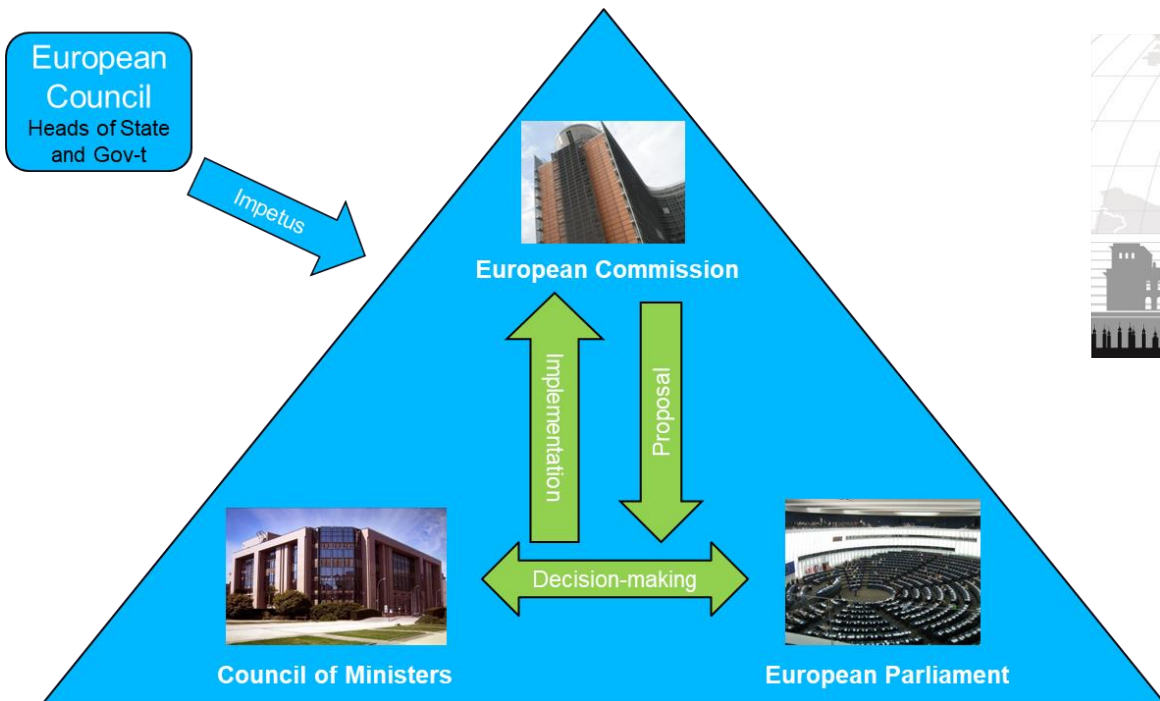 European
Council
Heads of State
and Gov-t
Impetus
European Commission
Implementation
Proposal
Decision-making
Council of Ministers
European Parliament